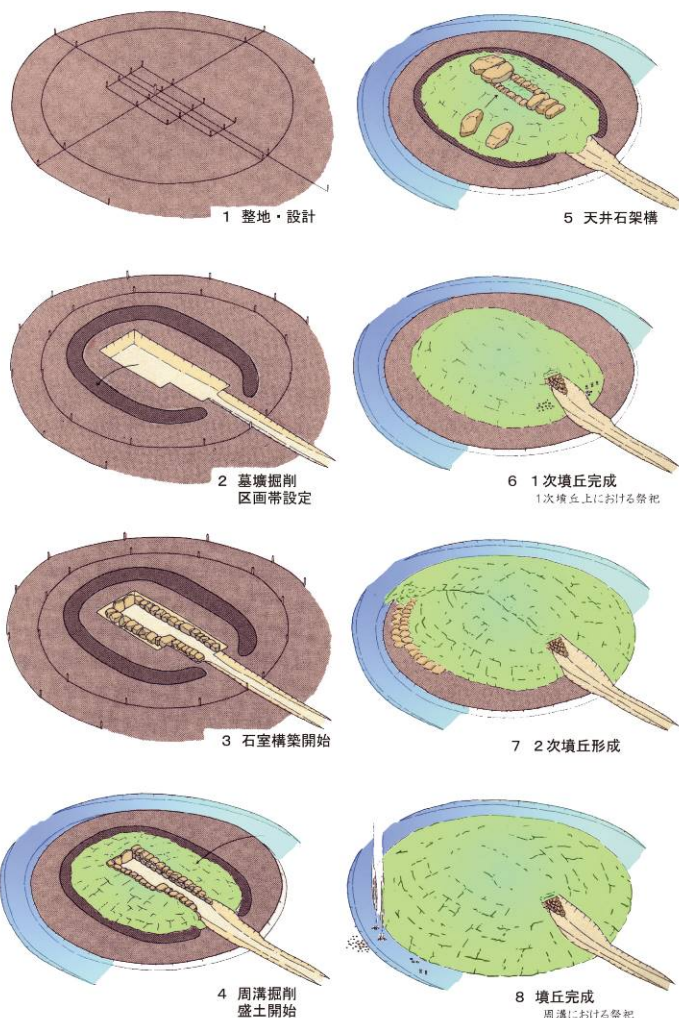 1 整地・設計
2 墓壙掘削
区画帯設定
3 石室構築開始
4 周溝掘削
盛土開始
5 天井石架構
6 1次墳丘完成
1次墳丘上における祭祀
7 2次墳丘形成
8 墳丘完成
周溝における祭祀